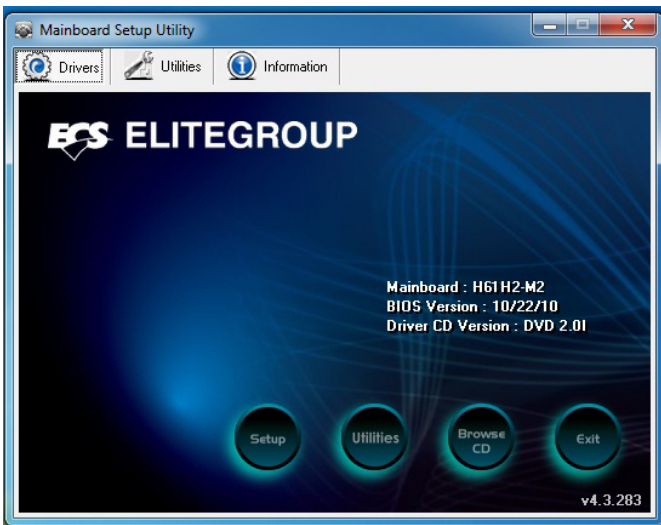 Mainboard Setup Utility
Drivers Utilities Information
ECS ELITEGROUP
Mainboard : H61H2-M2
BIOS Version : 10/22/10
Driver CD Version : DVD 2.0I
Setup Utilities Browse CD Exit
v4.3.283